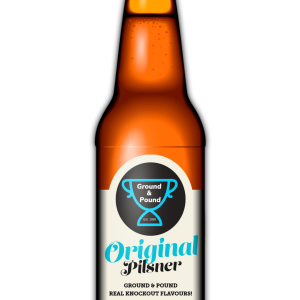 Ground
&
Pound
Original
Pilsner
GROUND & POUND
REAL KNOCKOUT FLAVOURS!